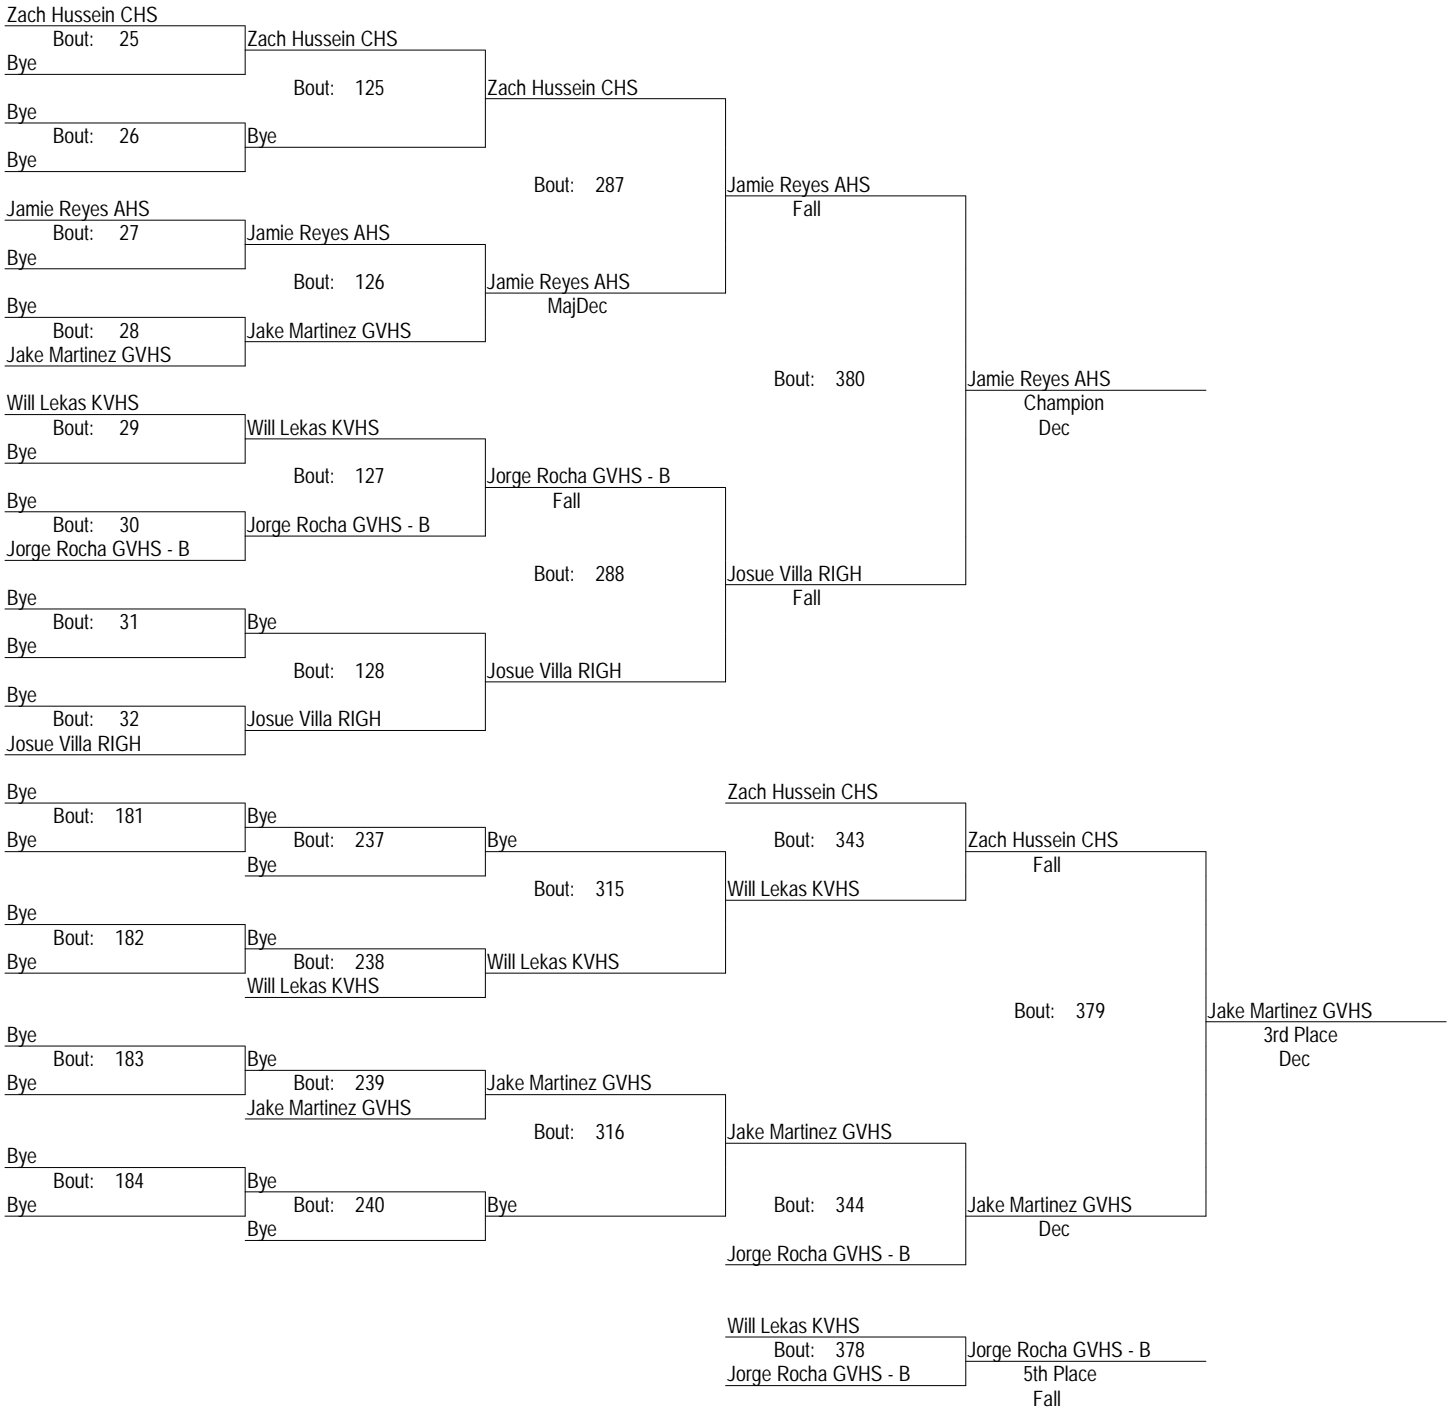 Zach Hussein CHS
Bout: 25 Zach Hussein CHS
Bye
Bout: 125 Zach Hussein CHS
Bye
Bout: 26 Bye
Bye
Bout: 287 Jamie Reyes AHS
Fall
Jamie Reyes AHS
Bout: 27 Jamie Reyes AHS
Bye
Bout: 126 Jamie Reyes AHS
MajDec
Bye
Bout: 28 Jake Martinez GVHS
Jake Martinez GVHS
Bout: 380 Jamie Reyes AHS
Champion
Dec
Will Lekas KVHS
Bout: 29 Will Lekas KVHS
Bye
Bout: 127 Jorge Rocha GVHS - B
Fall
Bye
Bout: 30 Jorge Rocha GVHS - B
Jorge Rocha GVHS - B
Bout: 288 Josue Villa RIGH
Fall
Bye
Bout: 31 Bye
Bye
Bout: 128 Josue Villa RIGH
Bye
Bout: 32 Josue Villa RIGH
Josue Villa RIGH
Bye Zach Hussein CHS
Bout: 181 Bye
Bye Bout: 237 Bye Bout: 343 Zach Hussein CHS
Bye Fall
Bout: 315 Will Lekas KVHS
Bye
Bout: 182 Bye
Bye Bout: 238 Will Lekas KVHS
Will Lekas KVHS
Bout: 379 Jake Martinez GVHS
3rd Place
Dec
Bye
Bout: 183 Bye
Bye Bout: 239 Jake Martinez GVHS
Jake Martinez GVHS
Bout: 316 Jake Martinez GVHS
Bye
Bout: 184 Bye
Bye Bout: 240 Bye Bout: 344 Jake Martinez GVHS
Bye Dec
Jorge Rocha GVHS - B
Will Lekas KVHS
Bout: 378 Jorge Rocha GVHS - B
Jorge Rocha GVHS - B 5th Place
Fall